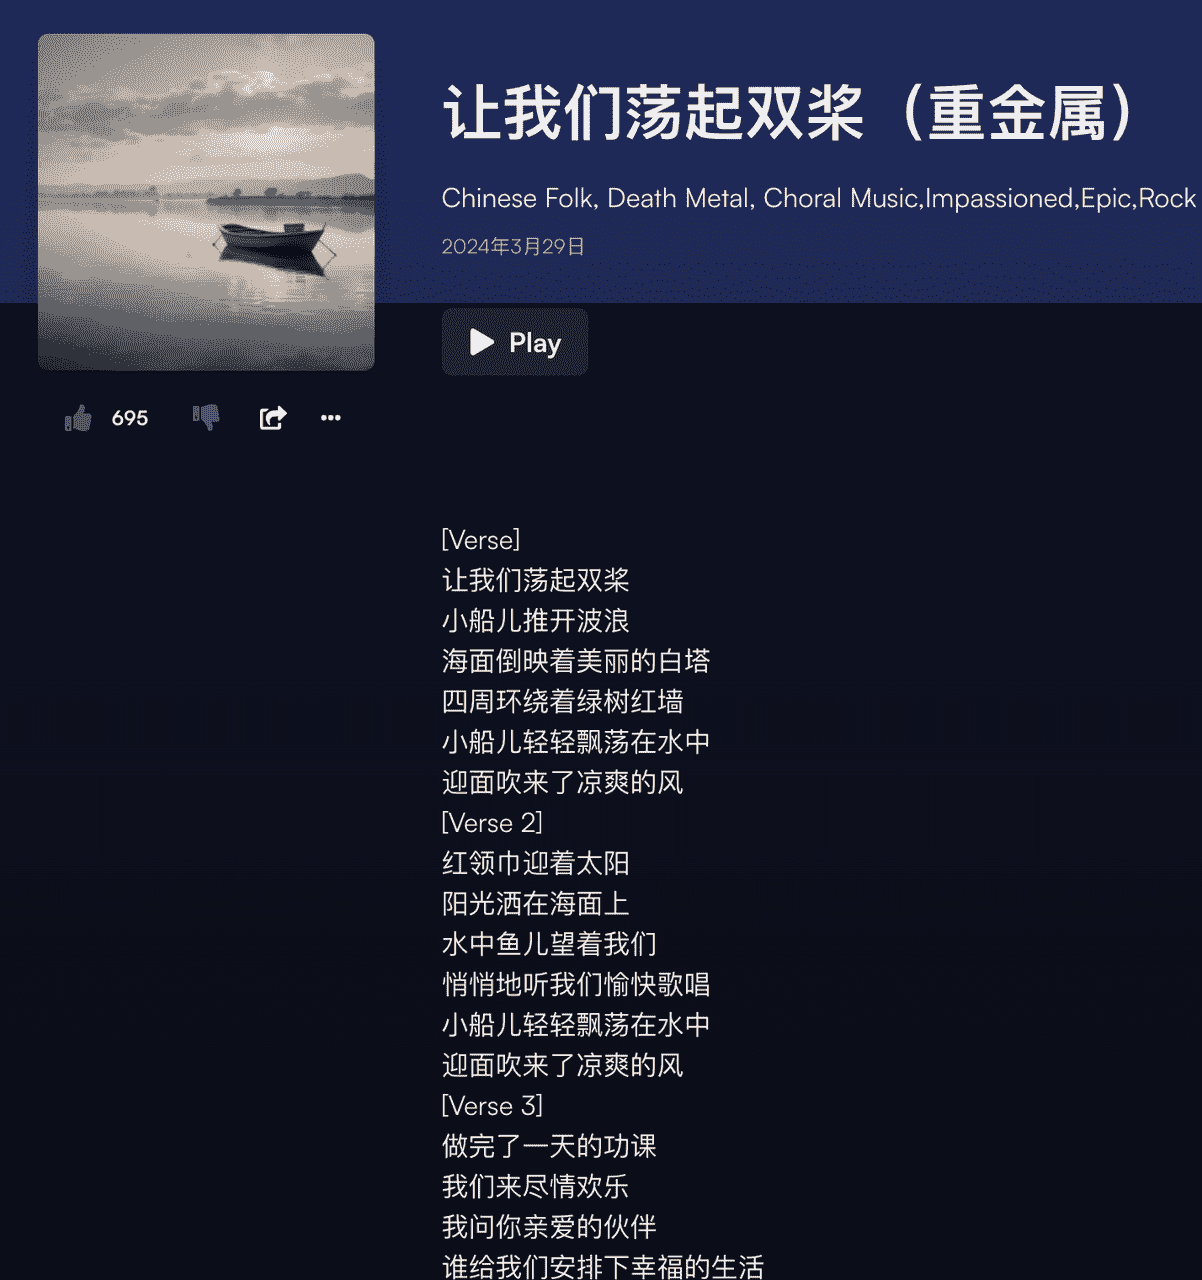 让我们荡起双桨（重金属）
Chinese Folk, Death Metal, Choral Music,Impassioned,Epic,Rock
2024年3月29日
Play
695
[Verse]
让我们荡起双桨
小船儿推开波浪
海面倒映着美丽的白塔
四周环绕着绿树红墙
小船儿轻轻飘荡在水中
迎面吹来了凉爽的风
[Verse 2]
红领巾迎着太阳
阳光洒在海面上
水中鱼儿望着我们
悄悄地听我们愉快歌唱
小船儿轻轻飘荡在水中
迎面吹来了凉爽的风
[Verse 3]
做完了一天的功课
我们来尽情欢乐
我问你亲爱的伙伴
谁给我们安排下幸福的生活